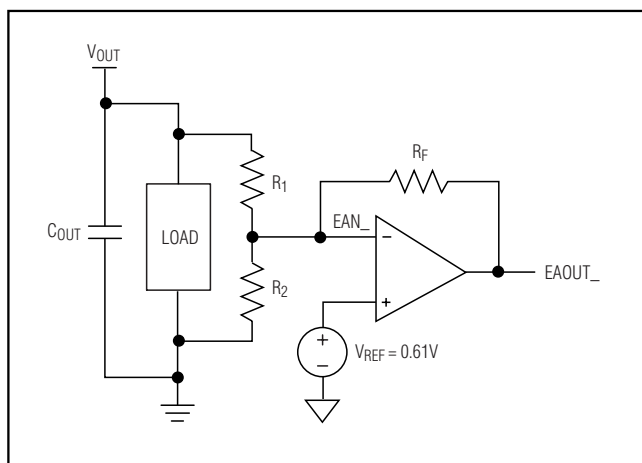 VOUT
RF
R1
EAN_
−
COUT
LOAD
R2
EAOUT_
+
+
−
VREF = 0.61V